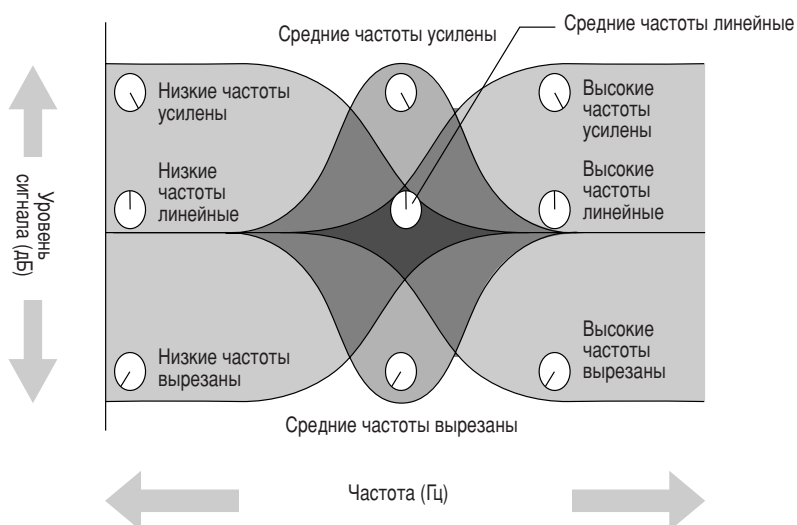 Средние частоты усилены
Средние частоты линейные
Низкие частоты
усилены
Высокие
частоты
усилены
Низкие
частоты
линейные
Высокие
частоты
линейные
Уровень
сигнала (дБ)
Низкие частоты
вырезаны
Высокие
частоты
вырезаны
Средние частоты вырезаны
Частота (Гц)